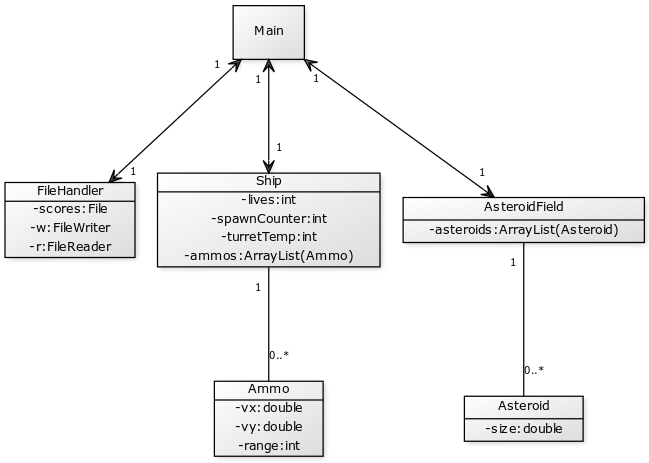 Main
1
1
1
1
1
1
FileHandler
-scores:File
-w:FileWriter
-r:FileReader
Ship
-lives:int
-spawnCounter:int
-turretTemp:int
-ammos:ArrayList(Ammo)
AsteroidField
-asteroids:ArrayList(Asteroid)
1
1
0..*
0..*
Ammo
-vx:double
-vy:double
-range:int
Asteroid
-size:double